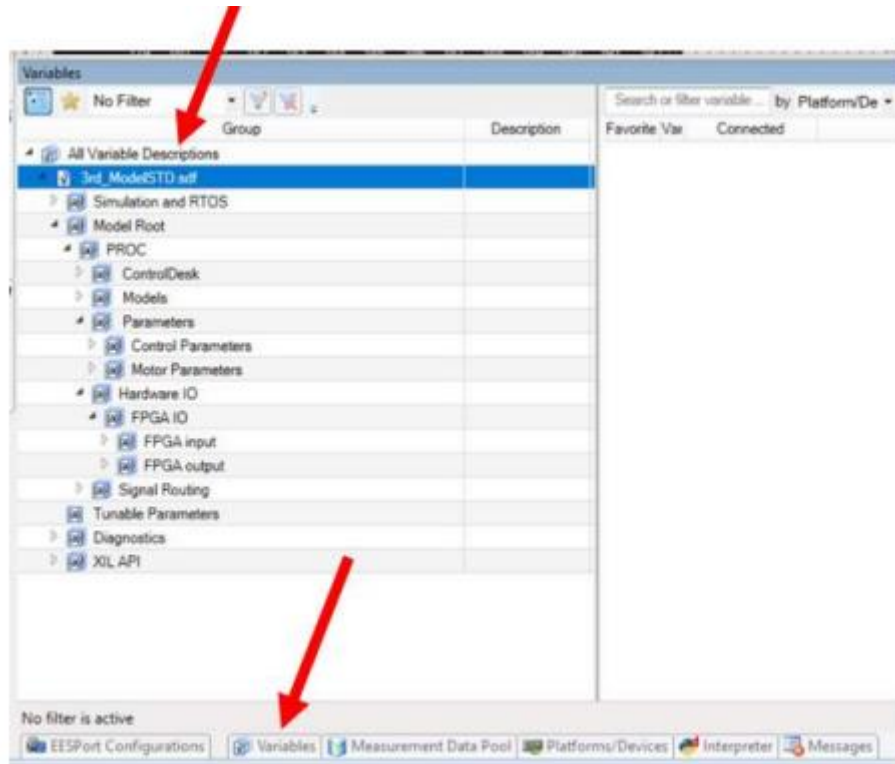 Variables
No Filter
Search or filter variable... by Platform/De
Group Description Favorite Var Connected
All Variable Descriptions
3rd_ModelSTD.sdf
Simulation and RTOS
Model Root
PROC
ControlDesk
Models
Parameters
Control Parameters
Motor Parameters
Hardware IO
FPGA IO
FPGA input
FPGA output
Signal Routing
Tunable Parameters
Diagnostics
XIL API
No filter is active
EESPort Configurations Variables Measurement Data Pool Platforms/Devices Interpreter Messages